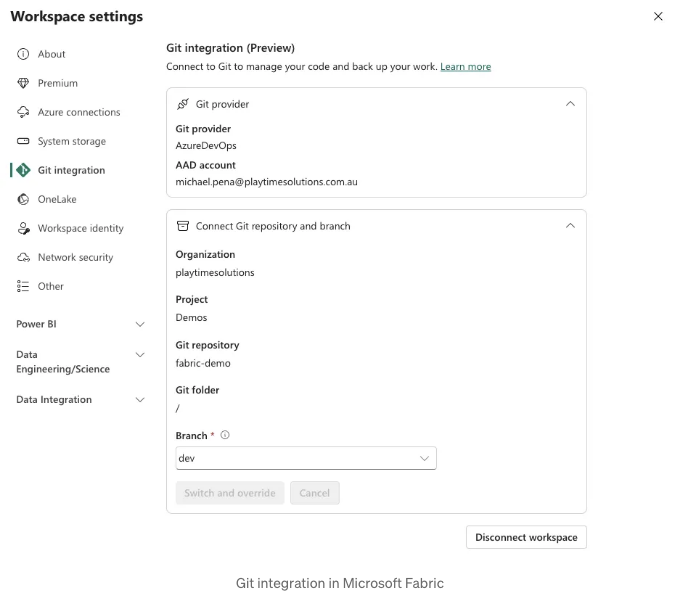 Workspace settings
About
Premium
Azure connections
System storage
Git integration
OneLake
Workspace identity
Network security
Other
Power BI
Data
Engineering/Science
Data Integration
Git integration (Preview)
Connect to Git to manage your code and back up your work. Learn more
Git provider
Git provider
AzureDevOps
AAD account
michael.pena@playtimesolutions.com.au
Connect Git repository and branch
Organization
playtimesolutions
Project
Demos
Git repository
fabric-demo
Git folder
/
Branch *
dev
Switch and override Cancel
Disconnect workspace
Git integration in Microsoft Fabric